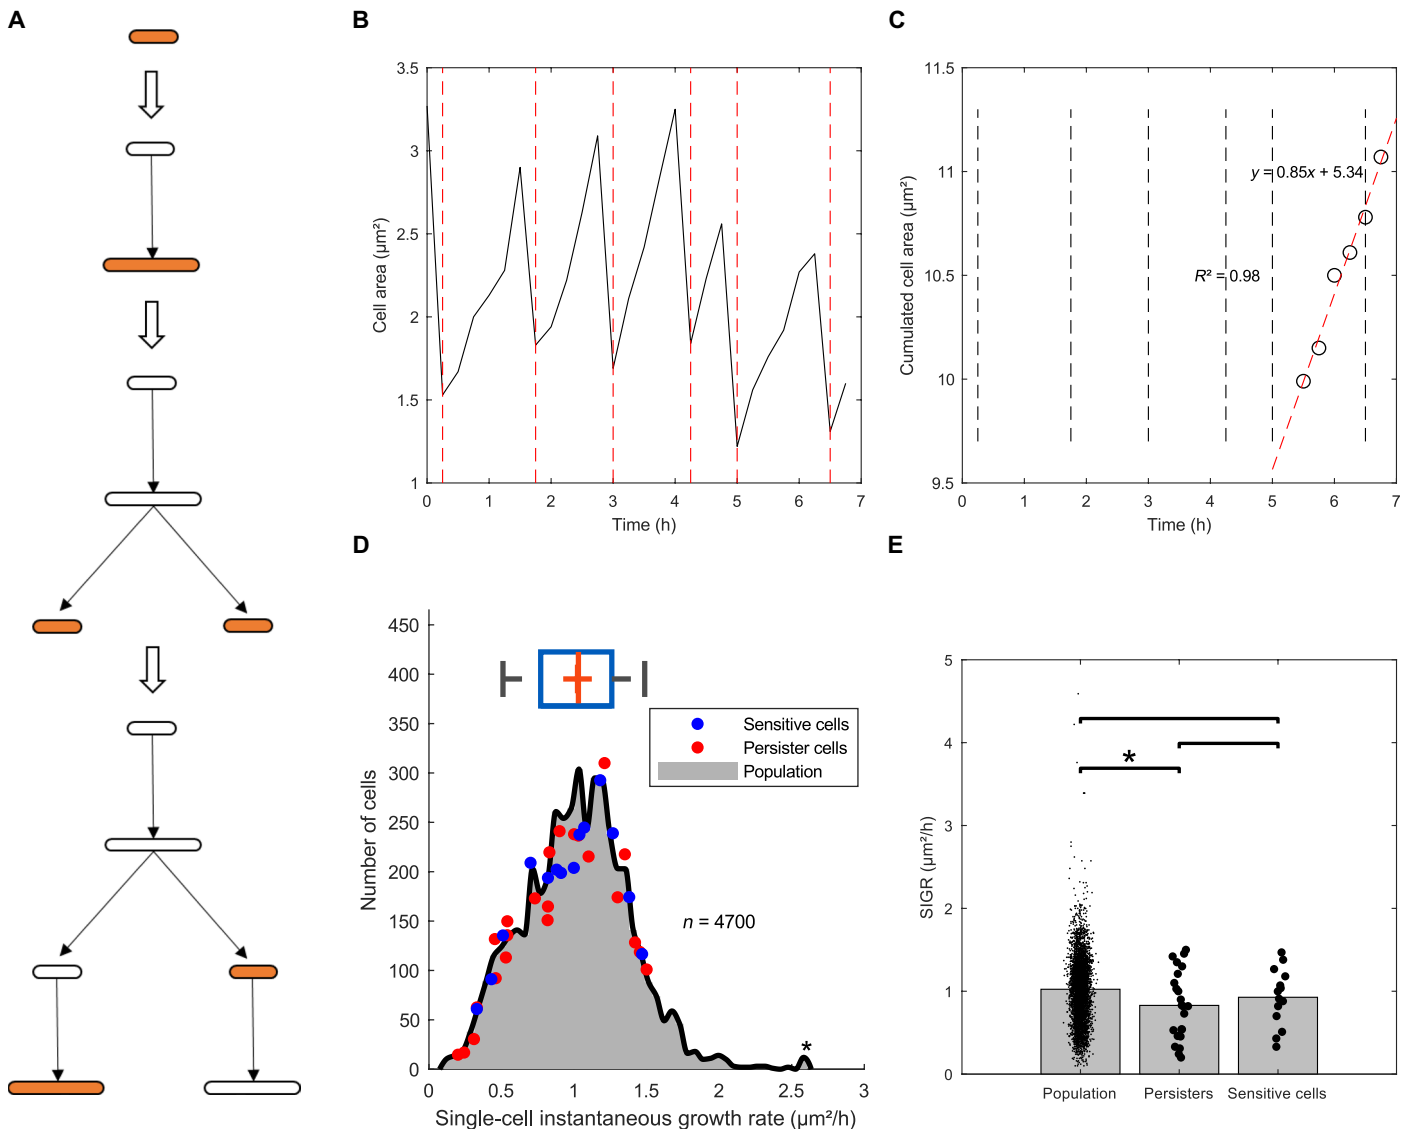 A
B
C
3.5
3
2.5
2
1.5
1
Cell area (µm²)
0 1 2 3 4 5 6 7
Time (h)
11.5
11
10.5
10
9.5
Cumulated cell area (µm²)
y = 0.85x + 5.34
R² = 0.98
0 1 2 3 4 5 6 7
Time (h)
D
E
450
400
350
300
250
200
150
100
50
0
Number of cells
Sensitive cells
Persister cells
Population
n = 4700
*
0 0.5 1 1.5 2 2.5 3
Single-cell instantaneous growth rate (µm²/h)
5
4
3
2
1
0
SIGR (µm²/h)
*
Population Persisters Sensitive cells